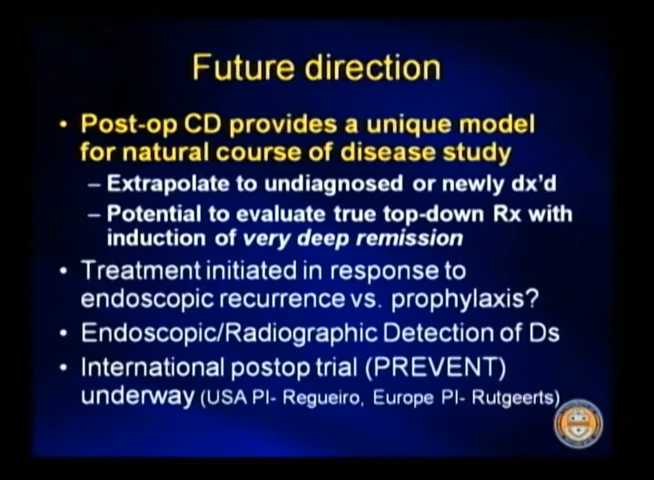 Future direction
• Post-op CD provides a unique model
for natural course of disease study
– Extrapolate to undiagnosed or newly dx'd
– Potential to evaluate true top-down Rx with
induction of very deep remission
• Treatment initiated in response to
endoscopic recurrence vs. prophylaxis?
• Endoscopic/Radiographic Detection of Ds
• International postop trial (PREVENT)
underway (USA PI- Regueiro, Europe PI- Rutgeerts)